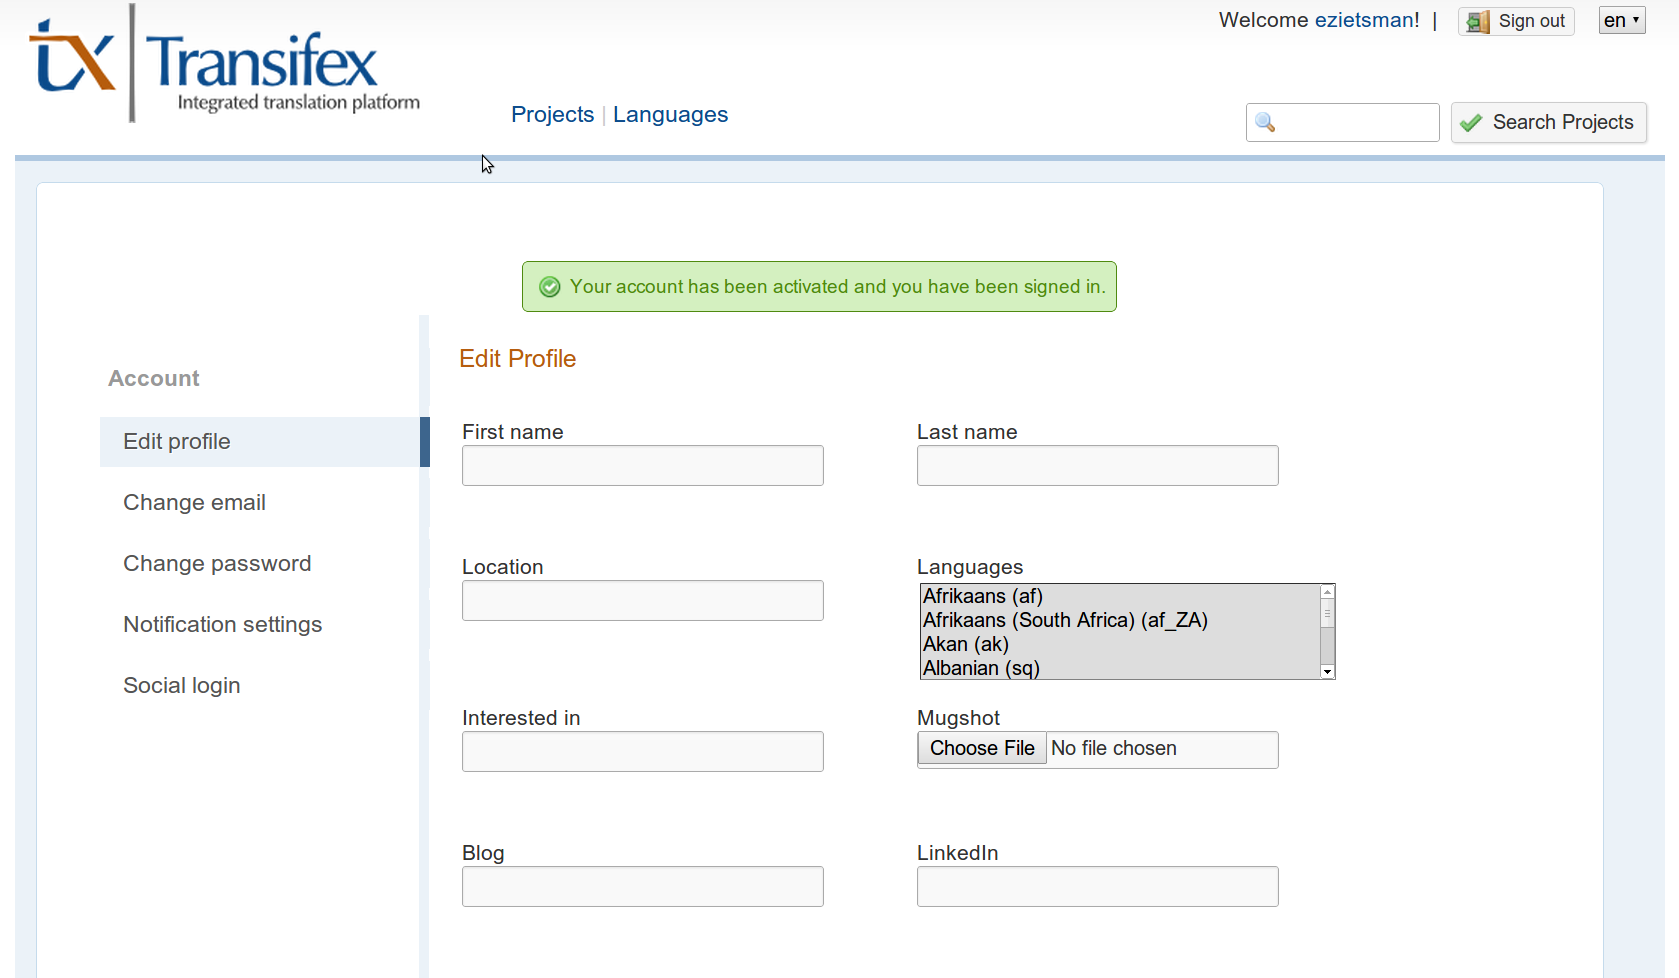 Welcome ezietsman! | Sign out en
tx Transifex
Integrated translation platform
Projects | Languages
Search Projects
Your account has been activated and you have been signed in.
Account
Edit profile
Change email
Change password
Notification settings
Social login
Edit Profile
First name
Last name
Location
Languages
Afrikaans (af)
Afrikaans (South Africa) (af_ZA)
Akan (ak)
Albanian (sq)
Interested in
Mugshot
Choose File No file chosen
Blog
LinkedIn